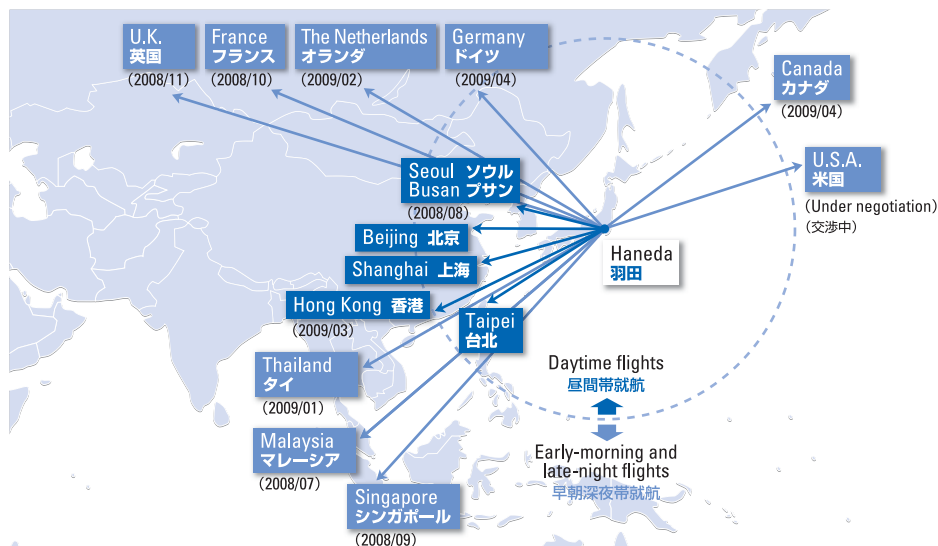 U.K.
英国
(2008/11)
France
フランス
(2008/10)
The Netherlands
オランダ
(2009/02)
Germany
ドイツ
(2009/04)
Canada
カナダ
(2009/04)
U.S.A.
米国
(Under negotiation)
(交渉中)
Seoul ソウル
Busan プサン
(2008/08)
Beijing 北京
Shanghai 上海
Haneda
羽田
Hong Kong 香港
(2009/03)
Taipei
台北
Thailand
タイ
(2009/01)
Daytime flights
昼間帯就航
Malaysia
マレーシア
(2008/07)
Early-morning and
late-night flights
早朝深夜帯就航
Singapore
シンガポール
(2008/09)